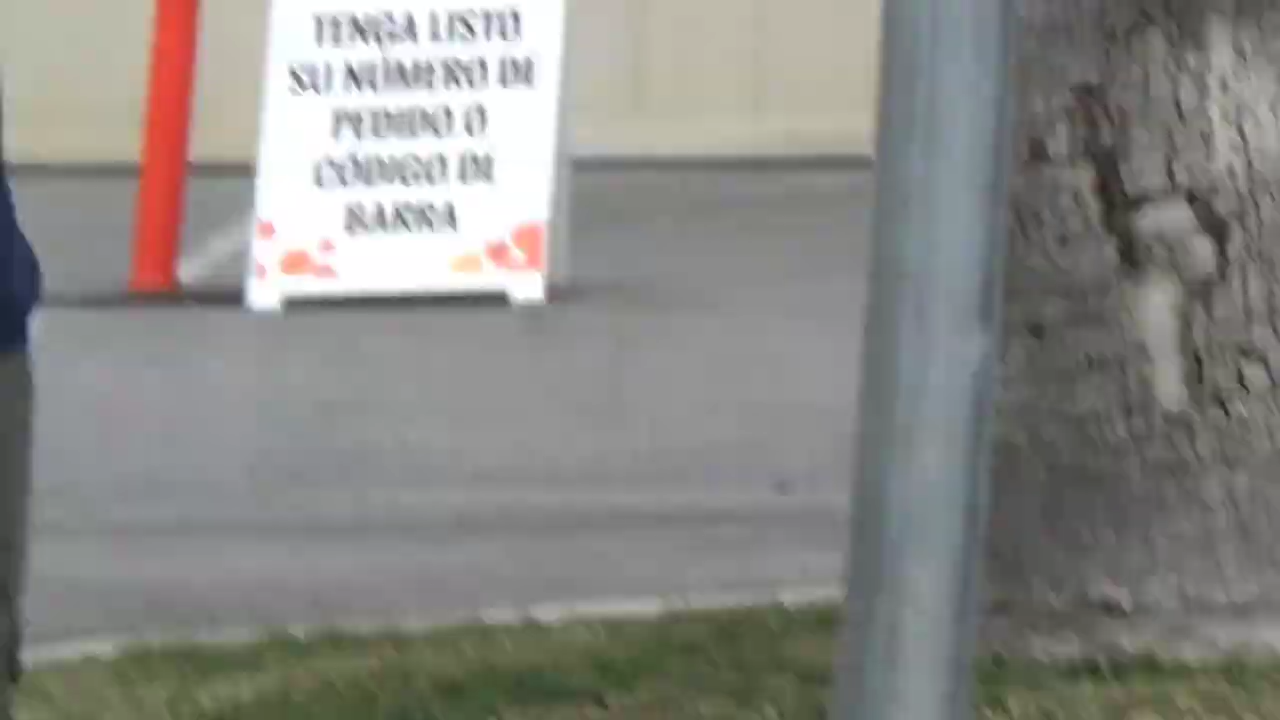 TENGA LISTO
SU NÚMERO DE
PEDIDO O
CÓDIGO DE
BARRA